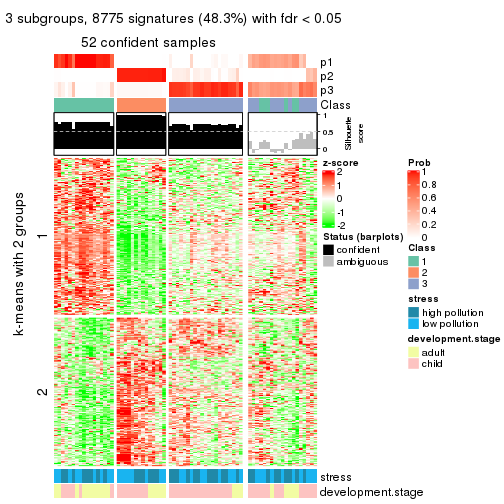 3 subgroups, 8775 signatures (48.3%) with fdr < 0.05
52 confident samples
p1
p2
p3
Class
1
0.5
0
Silhouette
score
k-means with 2 groups
1
2
stress
development.stage
z-score
2
1
0
-1
-2
Status (barplots)
confident
ambiguous
Prob
1
0.8
0.6
0.4
0.2
0
Class
1
2
3
stress
high pollution
low pollution
development.stage
adult
child